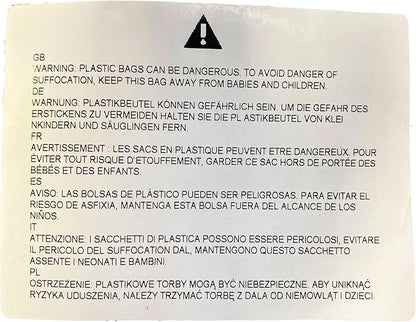 GB
WARNING: PLASTIC BAGS CAN BE DANGEROUS. TO AVOID DANGER OF
SUFFOCATION, KEEP THIS BAG AWAY FROM BABIES AND CHILDREN.
DE
WARNUNG: PLASTIKBEUTEL KÖNNEN GEFÄHRLICH SEIN. UM DIE GEFAHR DES
ERSTICKENS ZU VERMEIDEN HALTEN SIE DIE PL ASTIKBEUTEL VON KLEI
NKINDERN UND SÄUGLINGEN FERN.
FR
AVERTISSEMENT : LES SACS EN PLASTIQUE PEUVENT ETRE DANGEREUX. POUR
ÉVITER TOUT RISQUE D'ETOUFFEMENT, GARDER CE SAC HORS DE PORTÉE DES
BÉBÉS ET DES ENFANTS.
ES
AVISO: LAS BOLSAS DE PLÁSTICO PUEDEN SER PELIGROSAS. PARA EVITAR EL
RIESGO DE ASFIXIA, MANTENGA ESTA BOLSA FUERA DEL ALCANCE DE LOS
NIÑOS.
IT
ATTENZIONE: I SACCHETTI DI PLASTICA POSSONO ESSERE PERICOLOSI, EVITARE
IL PERICOLO DEL SUFFOCATION DAL, MANTENGONO QUESTO SACCHETTO
ASSENTE I NEONATI E BAMBINI.
PL
OSTRZEŻENIE: PLASTIKOWE TORBY MOGĄ BYĆ NIEBEZPIECZNE. ABY UNIKNĄĆ
RYZYKA UDUSZENIA, NALEŻY TRZYMAĆ TORBĘ Z DALA OD NIEMOWLĄT I DZIECI.